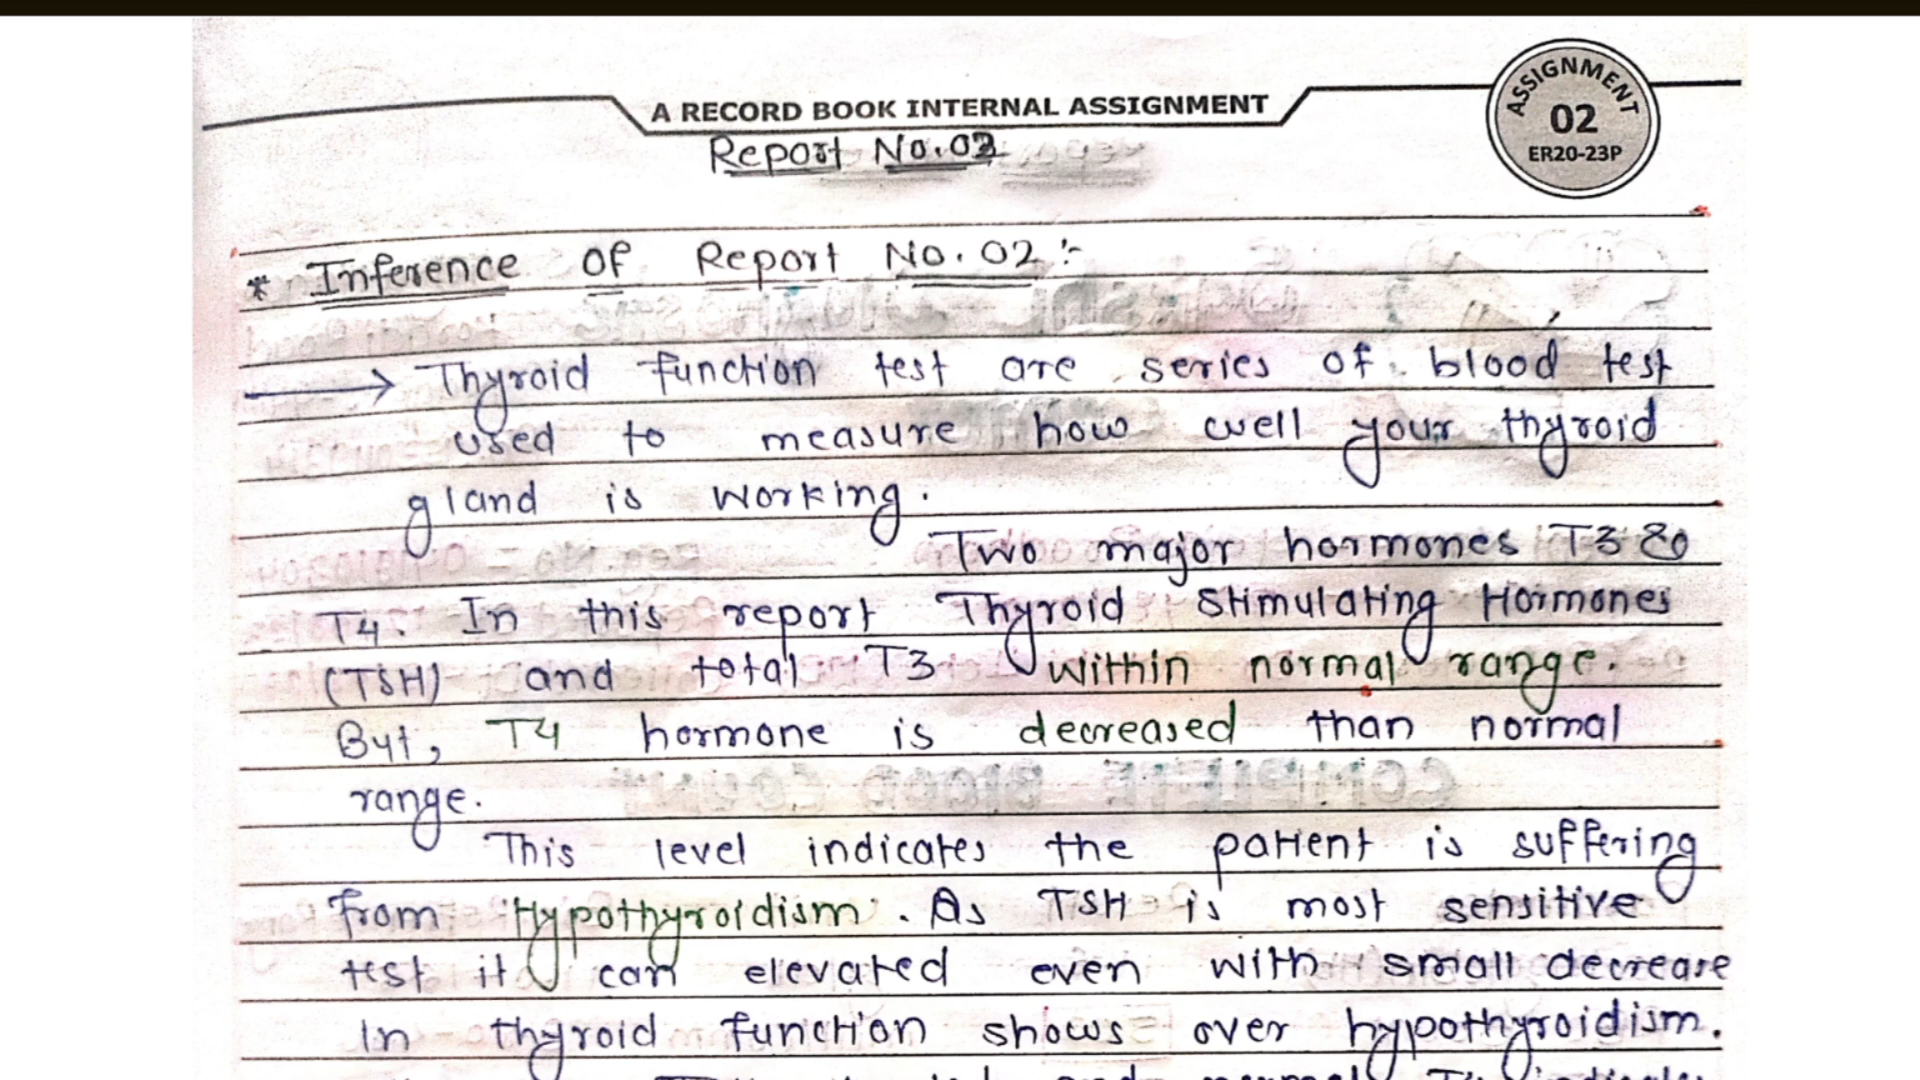 A RECORD BOOK INTERNAL ASSIGNMENT
ASSIGNMENT
02
ER20-23P
Report No.02
* Inference of Report No. 02 :-
→ Thyroid function test are series of blood test
used to measure how well your thyroid
gland is working.
Two major hormones T3 &
T4. In this report Thyroid Stimulating Hormones
(TSH) and total T3 within normal range.
But, T4 hormone is decreased than normal
range.
This level indicates the patient is suffering
from 'Hypothyroidism'. As TSH is most sensitive
test it can elevated even with small decrease
In thyroid function shows over hypothyroidism.